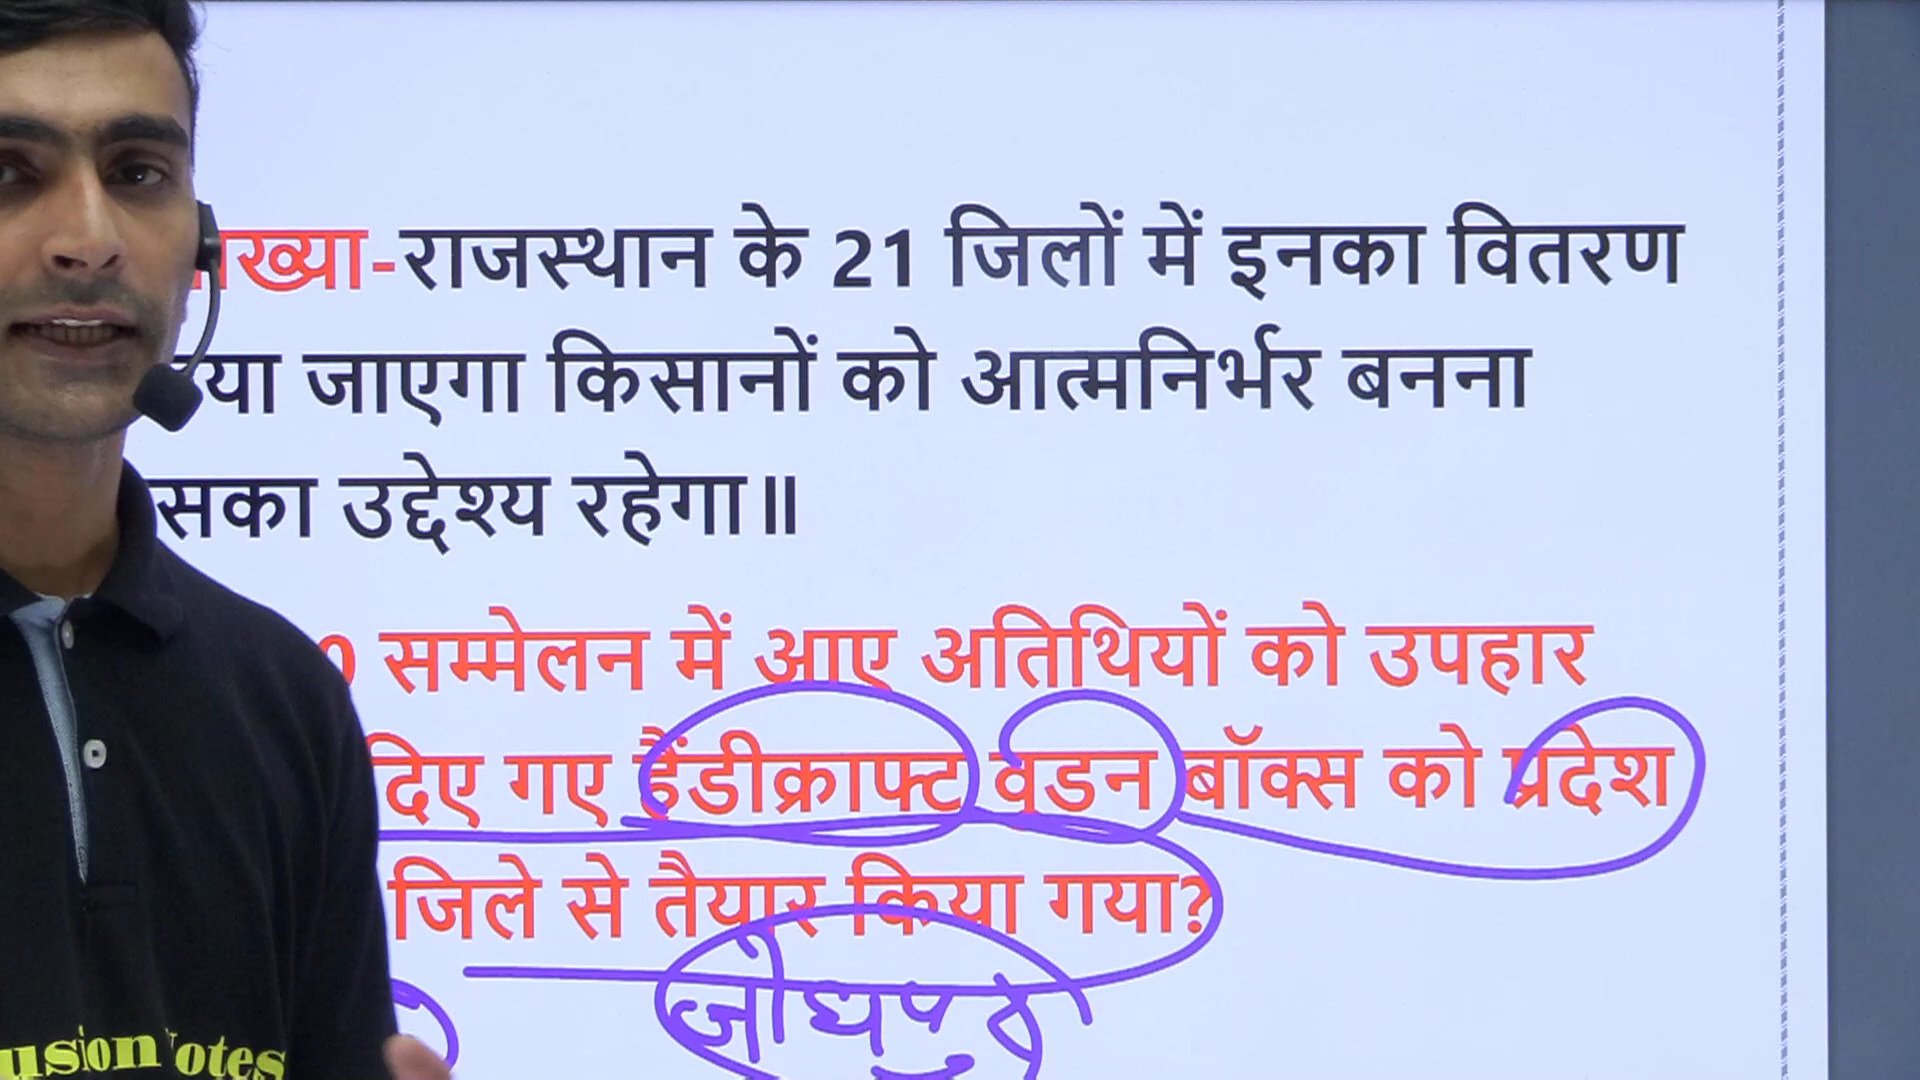 राजस्थान के 21 जिलों में इनका वितरण
जाएगा किसानों को आत्मनिर्भर बनना
उद्देश्य रहेगा॥
सम्मेलन में आए अतिथियों को उपहार
दिए गए हैंडीक्राफ्ट वुडन बॉक्स को प्रदेश
जिले से तैयार किया गया?
जोधपुर